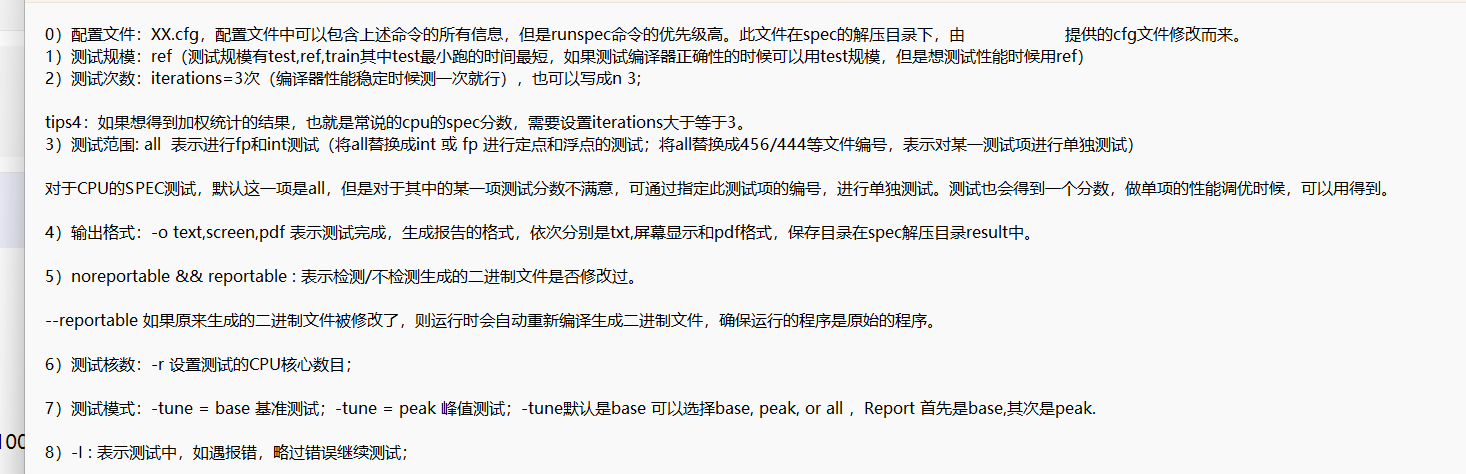 0）配置文件：XX.cfg，配置文件中可以包含上述命令的所有信息，但是runspec命令的优先级高。此文件在spec的解压目录下，由 提供的cfg文件修改而来。
1）测试规模：ref（测试规模有test,ref,train其中test最小跑的时间最短，如果测试编译器正确性的时候可以用test规模，但是想测试性能时候用ref）
2）测试次数：iterations=3次（编译器性能稳定时候测一次就行），也可以写成n 3;
tips4：如果想得到加权统计的结果，也就是常说的cpu的spec分数，需要设置iterations大于等于3。
3）测试范围: all 表示进行fp和int测试（将all替换成int 或 fp 进行定点和浮点的测试；将all替换成456/444等文件编号，表示对某一测试项进行单独测试）
对于CPU的SPEC测试，默认这一项是all，但是对于其中的某一项测试分数不满意，可通过指定此测试项的编号，进行单独测试。测试也会得到一个分数，做单项的性能调优时候，可以用得到。
4）输出格式：-o text,screen,pdf 表示测试完成，生成报告的格式，依次分别是txt,屏幕显示和pdf格式，保存目录在spec解压目录result中。
5）noreportable && reportable : 表示检测/不检测生成的二进制文件是否修改过。
--reportable 如果原来生成的二进制文件被修改了，则运行时会自动重新编译生成二进制文件，确保运行的程序是原始的程序。
6）测试核数：-r 设置测试的CPU核心数目；
7）测试模式：-tune = base 基准测试；-tune = peak 峰值测试；-tune默认是base 可以选择base, peak, or all ，Report 首先是base,其次是peak.
100
8）-I : 表示测试中，如遇报错，略过错误继续测试；